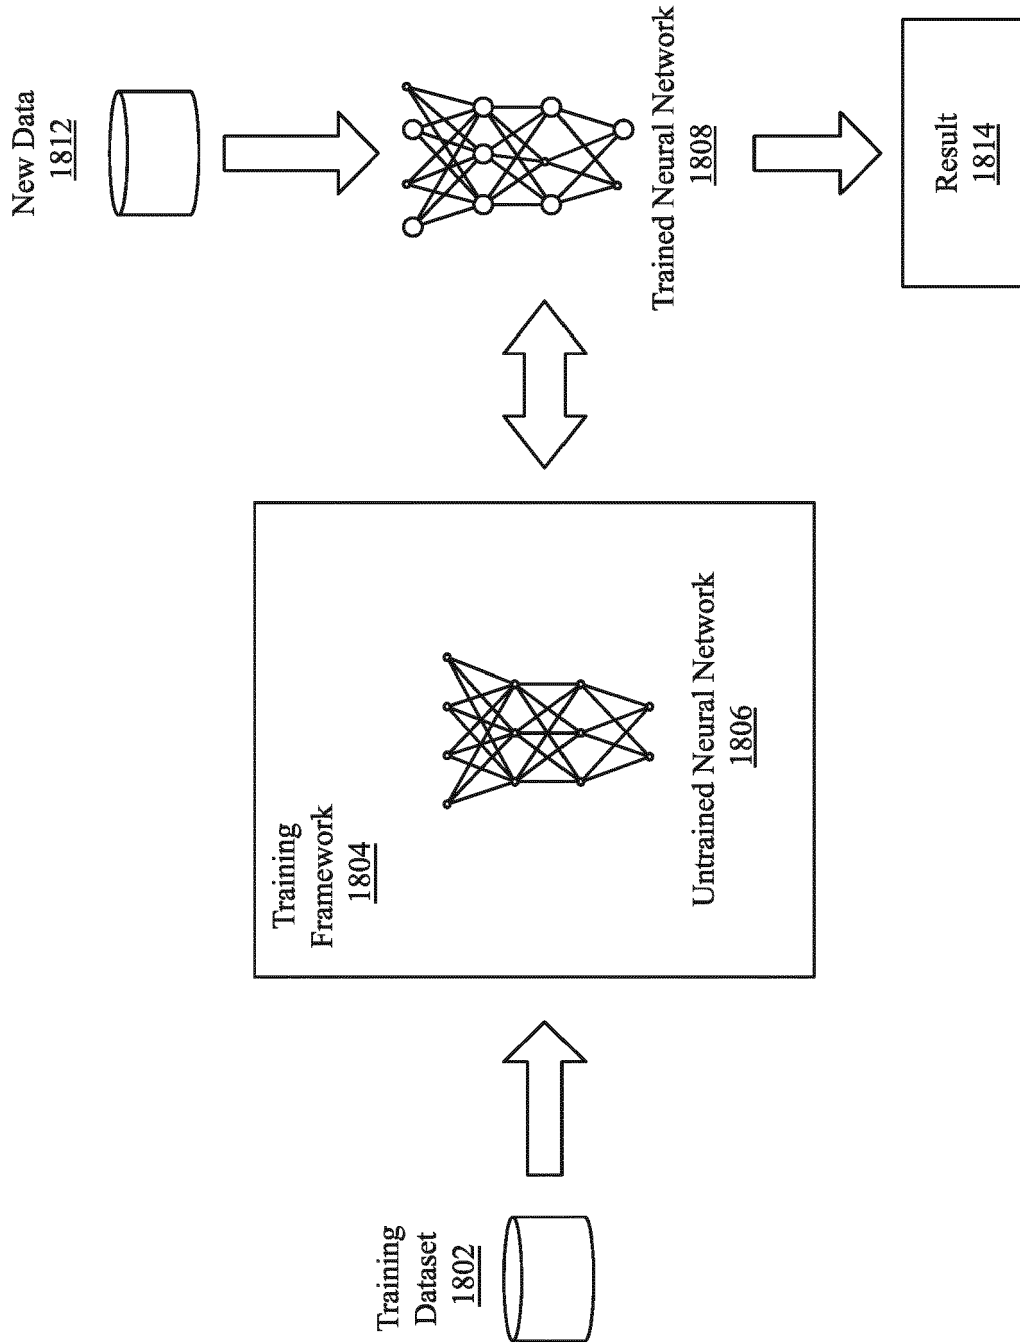 Training
Dataset
1802
Training
Framework
1804
Untrained Neural Network
1806
New Data
1812
Trained Neural Network
1808
Result
1814